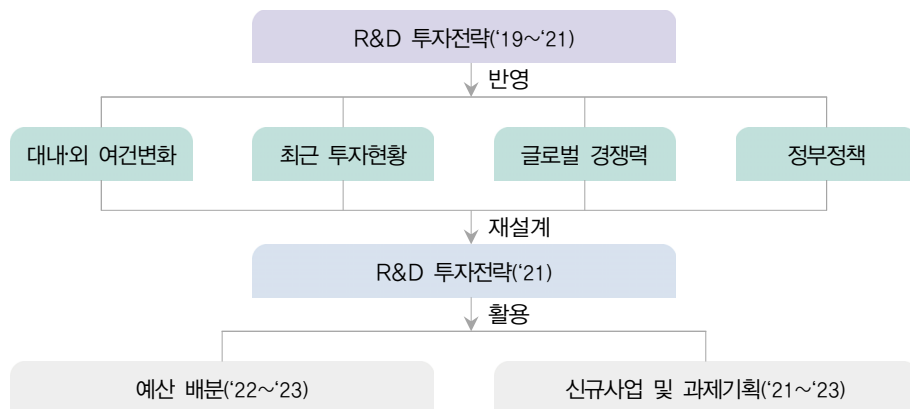 R&D 투자전략(‘19~‘21)
반영
대내·외 여건변화
최근 투자현황
글로벌 경쟁력
정부정책
재설계
R&D 투자전략(‘21)
활용
예산 배분(‘22~‘23)
신규사업 및 과제기획(‘21~‘23)